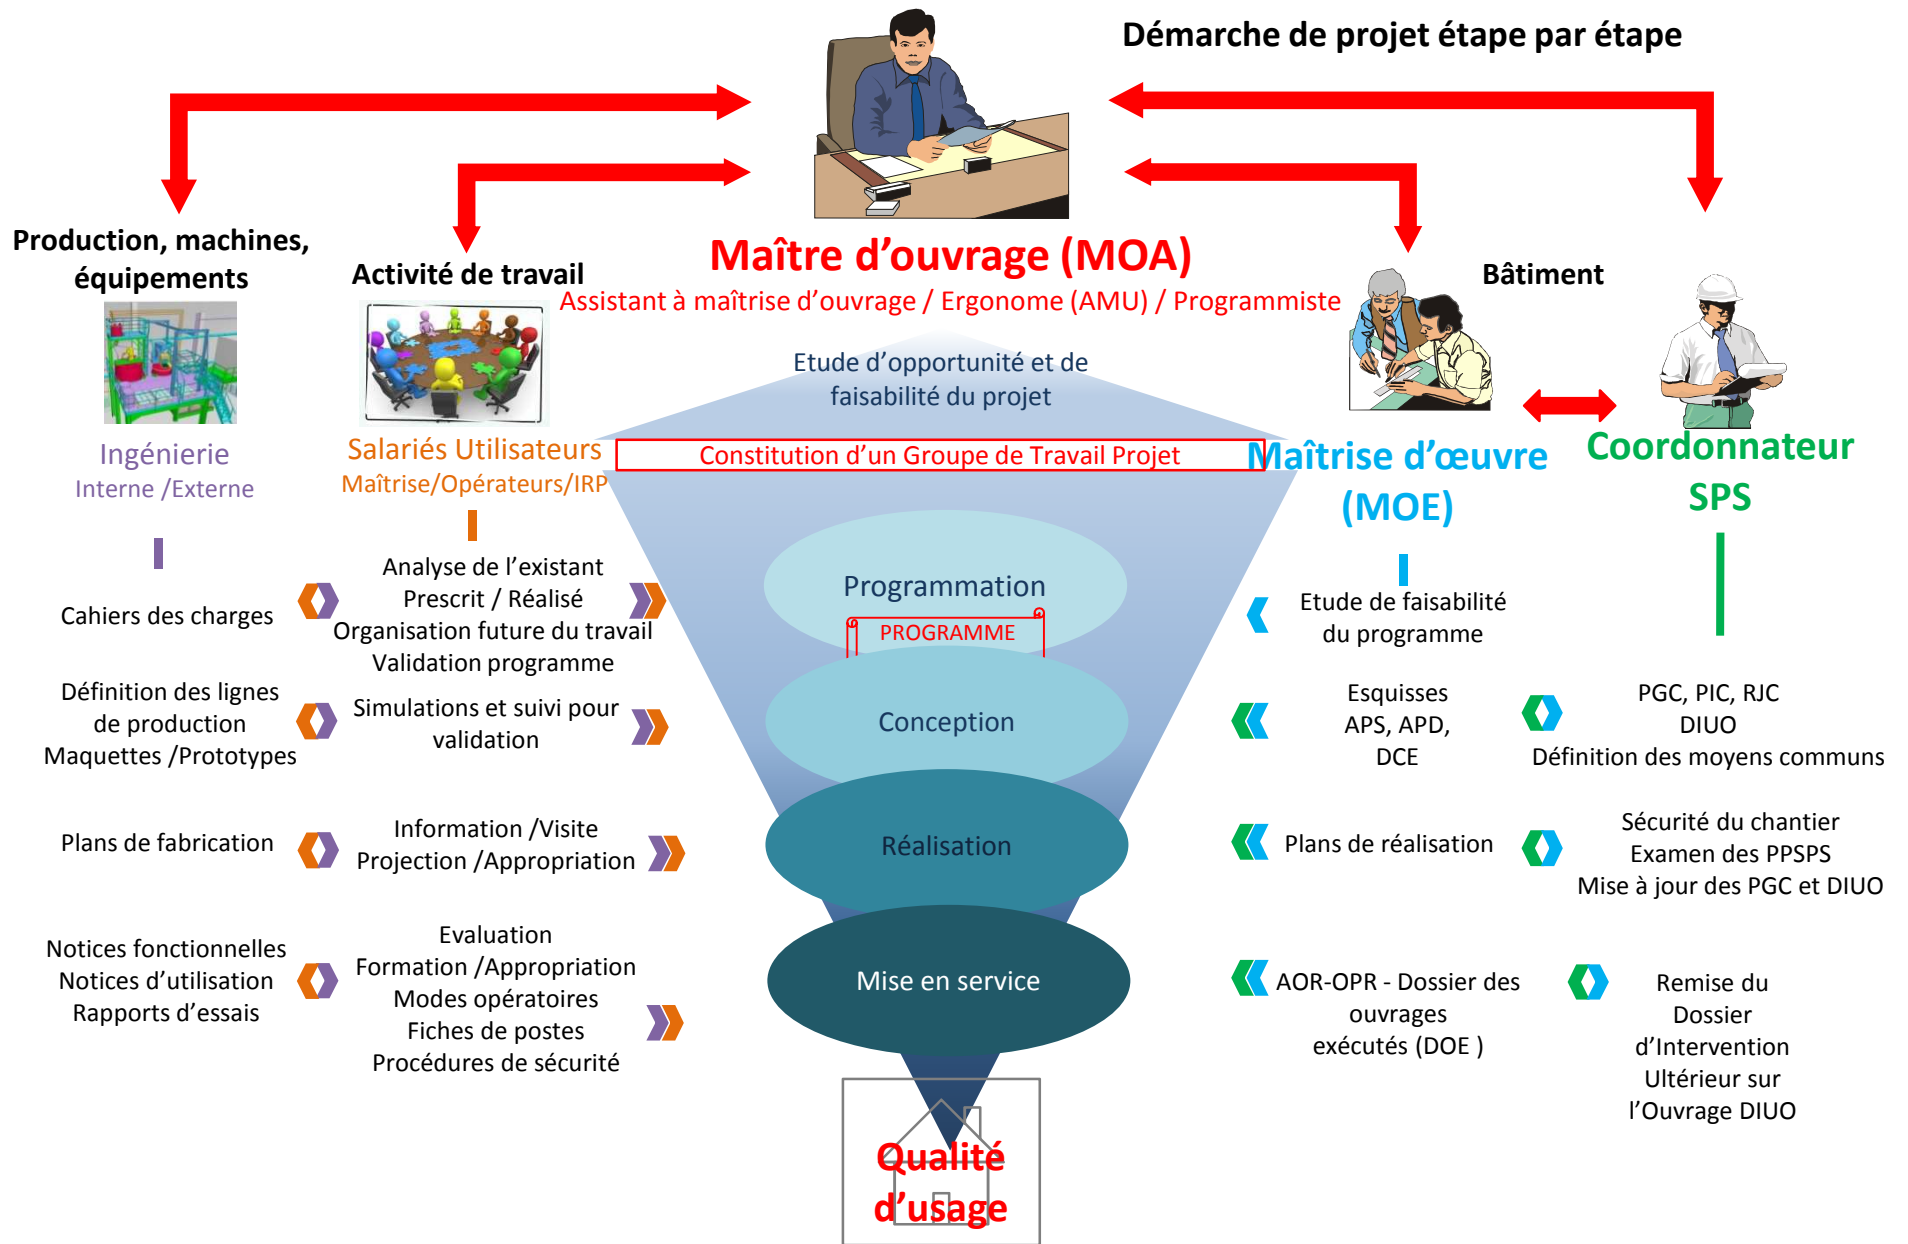 Démarche de projet étape par étape
Production, machines,
équipements
Activité de travail
Maître d’ouvrage (MOA)
Assistant à maîtrise d’ouvrage / Ergonome (AMU) / Programmiste
Bâtiment
Etude d’opportunité et de
faisabilité du projet
Ingénierie
Interne /Externe
Salariés Utilisateurs
Maîtrise/Opérateurs/IRP
Constitution d’un Groupe de Travail Projet
Maîtrise d’œuvre
(MOE)
Coordonnateur
SPS
Cahiers des charges
Analyse de l’existant
Prescrit / Réalisé
Organisation future du travail
Validation programme
Programmation
PROGRAMME
Etude de faisabilité
du programme
Définition des lignes
de production
Maquettes /Prototypes
Simulations et suivi pour
validation
Conception
Esquisses
APS, APD,
DCE
PGC, PIC, RJC
DIUO
Définition des moyens communs
Plans de fabrication
Information /Visite
Projection /Appropriation
Réalisation
Plans de réalisation
Sécurité du chantier
Examen des PPSPS
Mise à jour des PGC et DIUO
Notices fonctionnelles
Notices d’utilisation
Rapports d’essais
Evaluation
Formation /Appropriation
Modes opératoires
Fiches de postes
Procédures de sécurité
Mise en service
AOR-OPR - Dossier des
ouvrages
exécutés (DOE )
Remise du
Dossier
d’Intervention
Ultérieur sur
l’Ouvrage DIUO
Qualité
d’usage